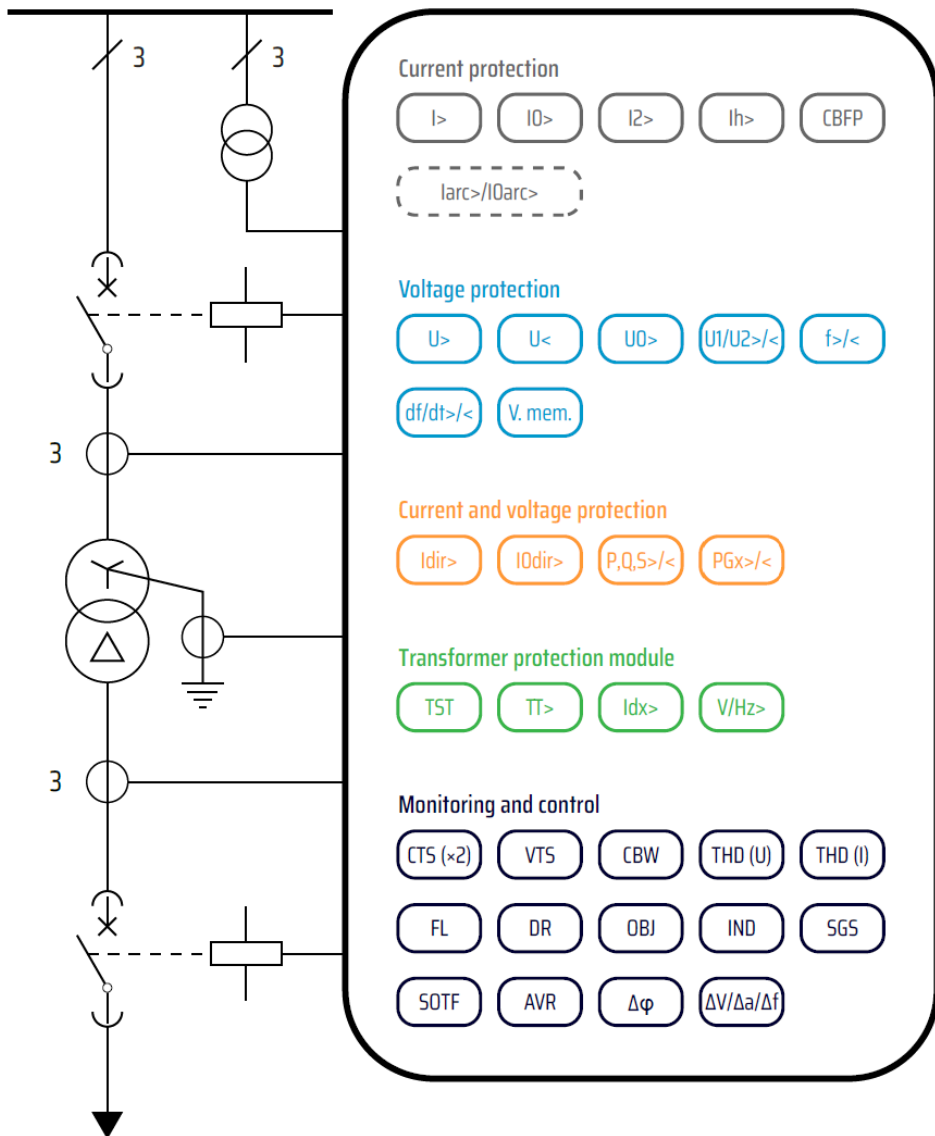 3
3
3
3
Current protection
I>
I0>
I2>
Ih>
CBFP
Iarc>/I0arc>
Voltage protection
U>
U<
U0>
U1/U2>/<
f>/<
df/dt>/<
V. mem.
Current and voltage protection
Idir>
I0dir>
P,Q,S>/<
PGx>/<
Transformer protection module
TST
TT>
Idx>
V/Hz>
Monitoring and control
CTS (×2)
VTS
CBW
THD (U)
THD (I)
FL
DR
OBJ
IND
SGS
SOTF
AVR
Δφ
ΔV/Δa/Δf